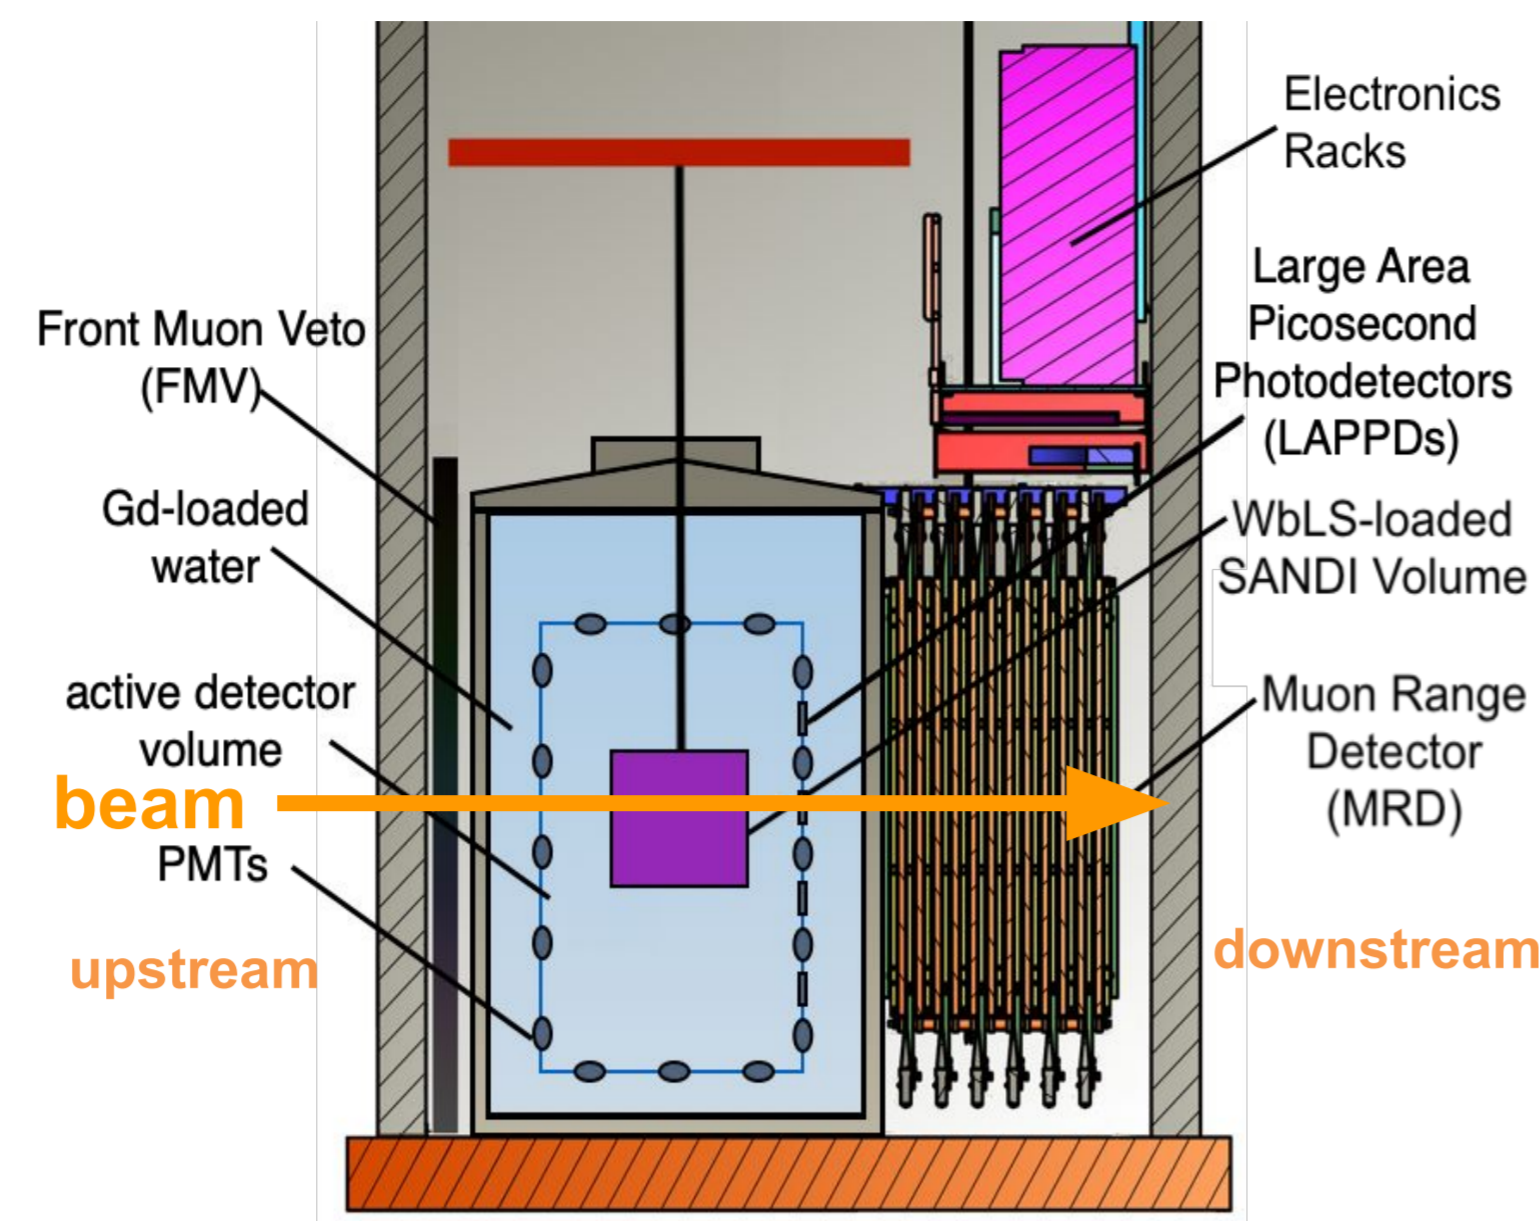 Electronics
Racks
Large Area
Picosecond
Photodetectors
(LAPPDs)
Front Muon Veto
(FMV)
Gd-loaded
water
WbLS-loaded
SANDI Volume
active detector
volume
Muon Range
Detector
(MRD)
beam
PMTs
upstream
downstream